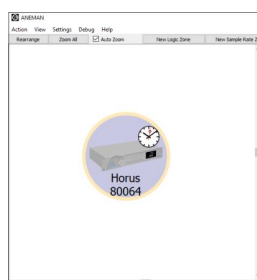 ANEMAN
Action View Settings Debug Help
Rearrange Zoom All Auto Zoom New Logic Zone New Sample Rate Z
Horus
80064